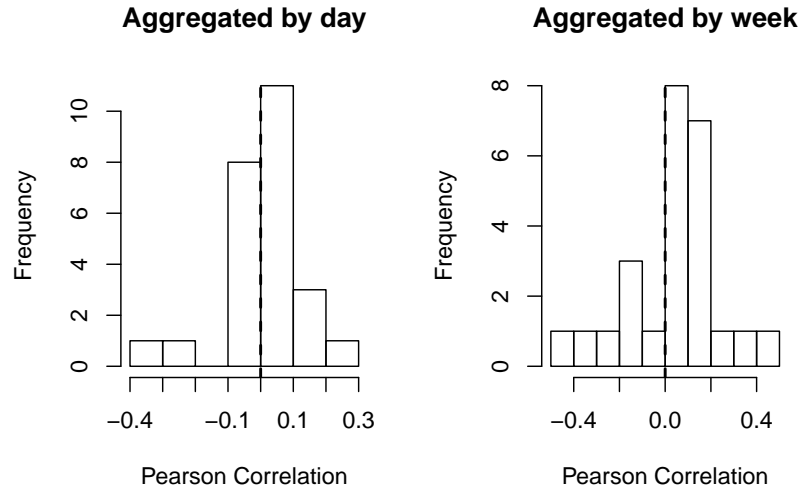 Aggregated by day
Frequency
0 2 4 6 8 10
−0.4 −0.1 0.1 0.3
Pearson Correlation
Aggregated by week
Frequency
0 2 4 6 8
−0.4 0.0 0.4
Pearson Correlation